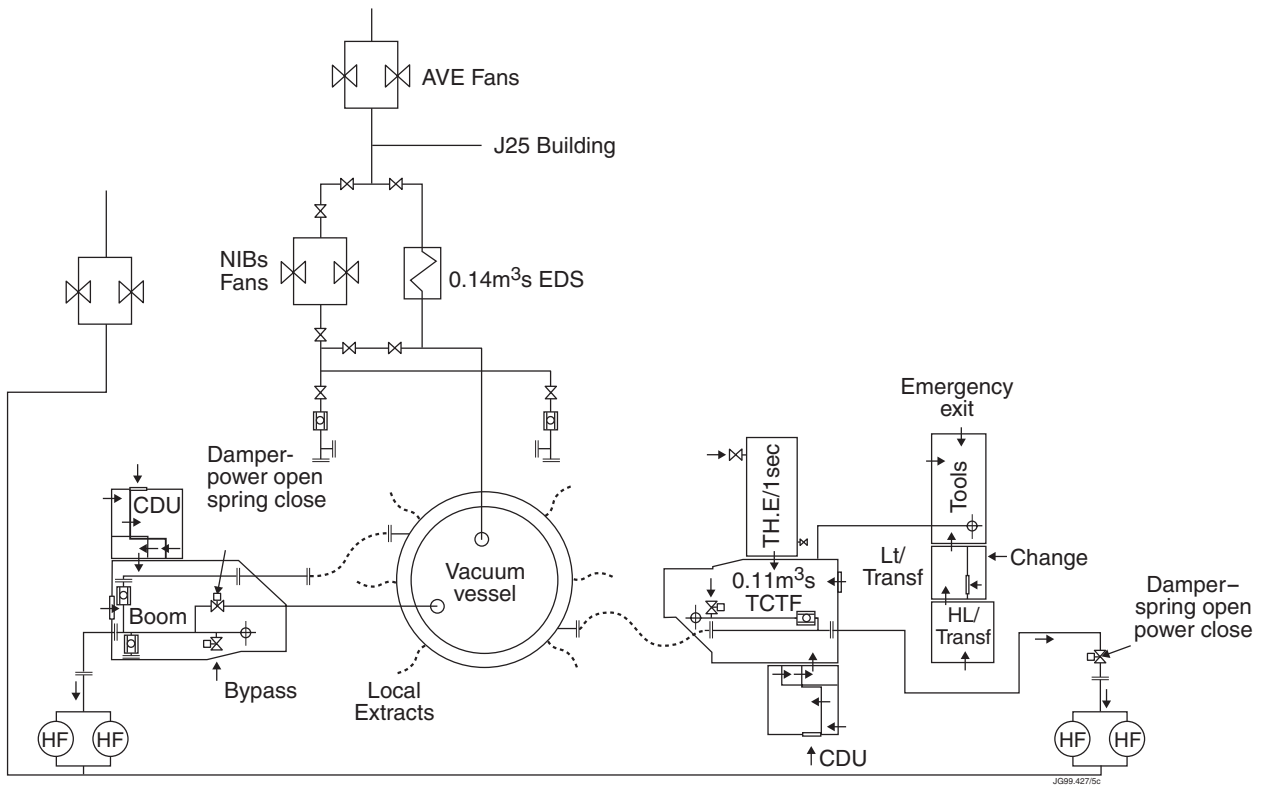 AVE Fans
J25 Building
NIBs
Fans
0.14m³s EDS
Emergency
exit
Damper-
power open
spring close
CDU
TH.E/1sec
Tools
Vacuum
vessel
0.11m³s
TCTF
Lt/
Transf
Change
Boom
HL/
Transf
Damper–
spring open
power close
Bypass
Local
Extracts
HF
HF
HF
HF
CDU
JG99.427/5c